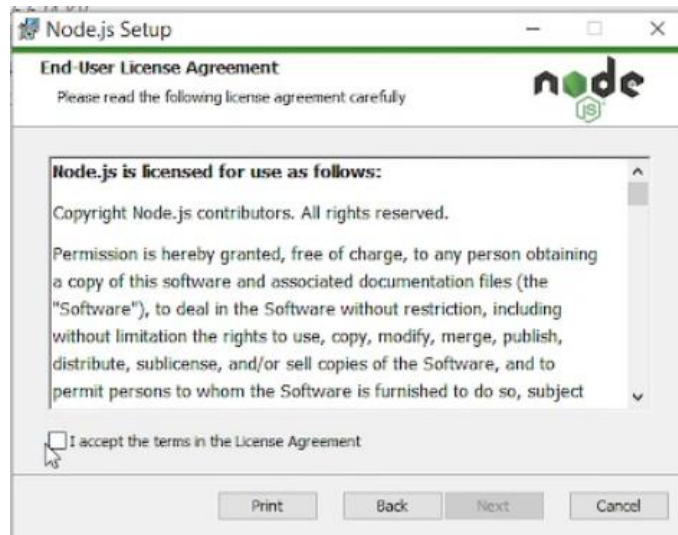 Node.js Setup
End-User License Agreement
Please read the following license agreement carefully
node
JS
Node.js is licensed for use as follows:
Copyright Node.js contributors. All rights reserved.
Permission is hereby granted, free of charge, to any person obtaining
a copy of this software and associated documentation files (the
"Software"), to deal in the Software without restriction, including
without limitation the rights to use, copy, modify, merge, publish,
distribute, sublicense, and/or sell copies of the Software, and to
permit persons to whom the Software is furnished to do so, subject
I accept the terms in the License Agreement
Print
Back
Next
Cancel